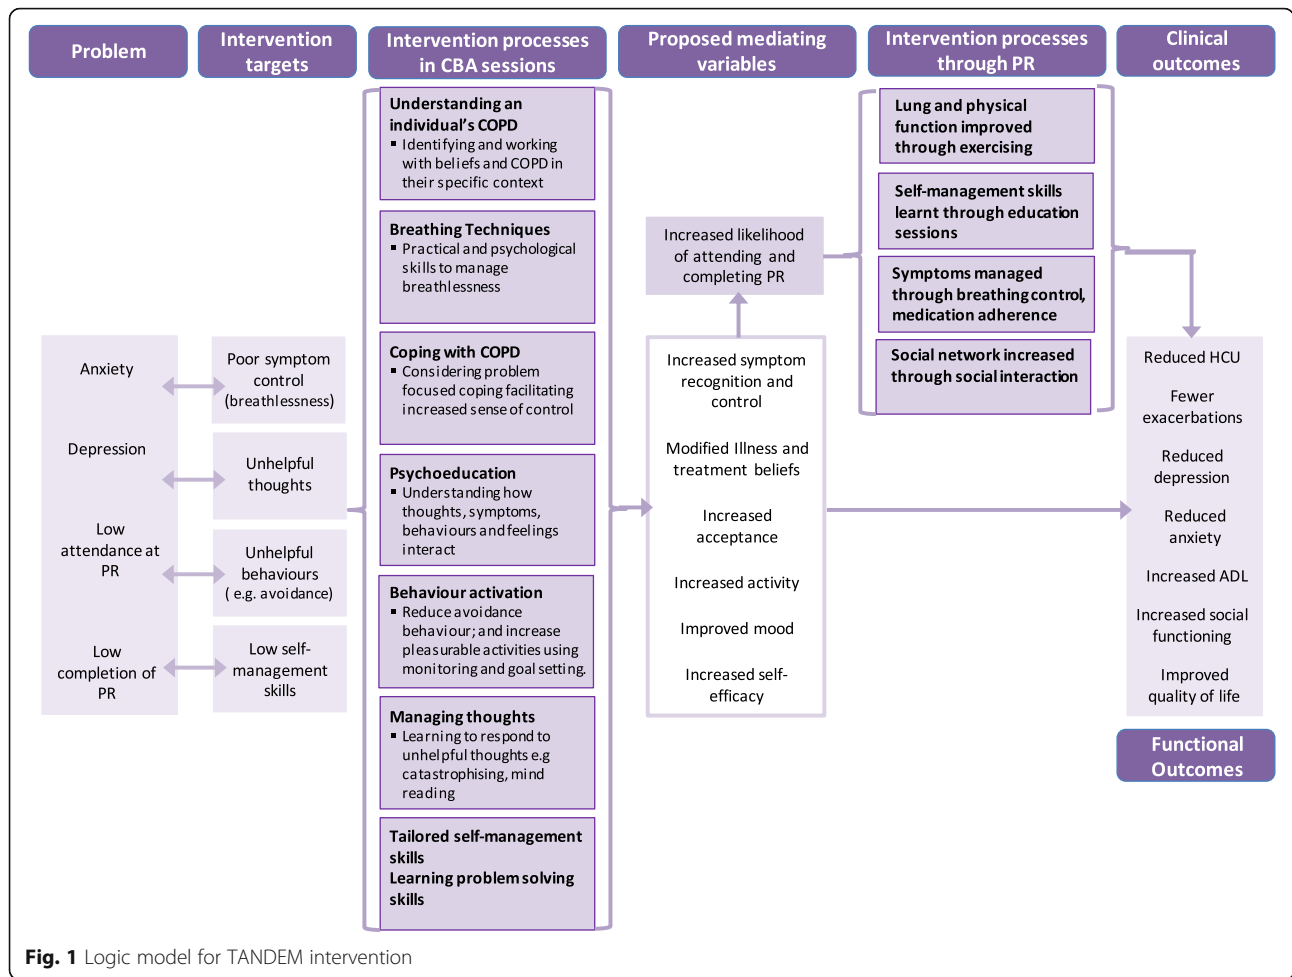 Problem
Intervention
targets
Intervention processes
in CBA sessions
Proposed mediating
variables
Intervention processes
through PR
Clinical
outcomes
Anxiety
Depression
Low
attendance at
PR
Low
completion of
PR
Poor symptom
control
(breathlessness)
Unhelpful
thoughts
Unhelpful
behaviours
( e.g. avoidance)
Low self-
management
skills
Understanding an
individual's COPD
▪ Identifying and working
with beliefs and COPD in
their specific context
Breathing Techniques
▪ Practical and psychological
skills to manage
breathlessness
Coping with COPD
▪ Considering problem
focused coping facilitating
increased sense of control
Psychoeducation
▪ Understanding how
thoughts, symptoms,
behaviours and feelings
interact
Behaviour activation
▪ Reduce avoidance
behaviour; and increase
pleasurable activities using
monitoring and goal setting.
Managing thoughts
▪ Learning to respond to
unhelpful thoughts e.g
catastrophising, mind
reading
Tailored self-management
skills
Learning problem solving
skills
Increased likelihood
of attending and
completing PR
Increased symptom
recognition and
control
Modified Illness and
treatment beliefs
Increased
acceptance
Increased activity
Improved mood
Increased self-
efficacy
Lung and physical
function improved
through exercising
Self-management skills
learnt through education
sessions
Symptoms managed
through breathing control,
medication adherence
Social network increased
through social interaction
Reduced HCU
Fewer
exacerbations
Reduced
depression
Reduced
anxiety
Increased ADL
Increased social
functioning
Improved
quality of life
Functional
Outcomes
Fig. 1 Logic model for TANDEM intervention